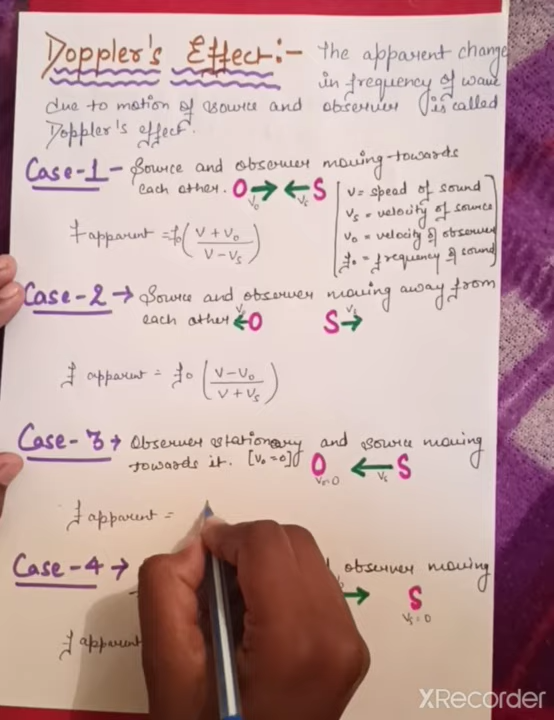 Doppler's Effect :- The apparent change
in frequency of wave
due to motion of source and observer is called
Doppler's effect.
Case-1 - Source and observer moving towards
each other. O → ← S
V₀ Vs
[V = spead of sound
Vs = velocity of source
V₀ = velocity of observer
f₀ = frequency of sound]
f apparent = f₀ (V + V₀ / V - Vs)
Case-2 → Source and observer moving away from
each other ← O S →
f apparent = f₀ (V - V₀ / V + Vs)
Case-3 → Observer stationary and source moving
towards it. [V₀ = 0] O ← S
V₀=0 Vs
f apparent =
Case-4 → observer moving
→ S
Vs = 0
f apparent
XRecorder